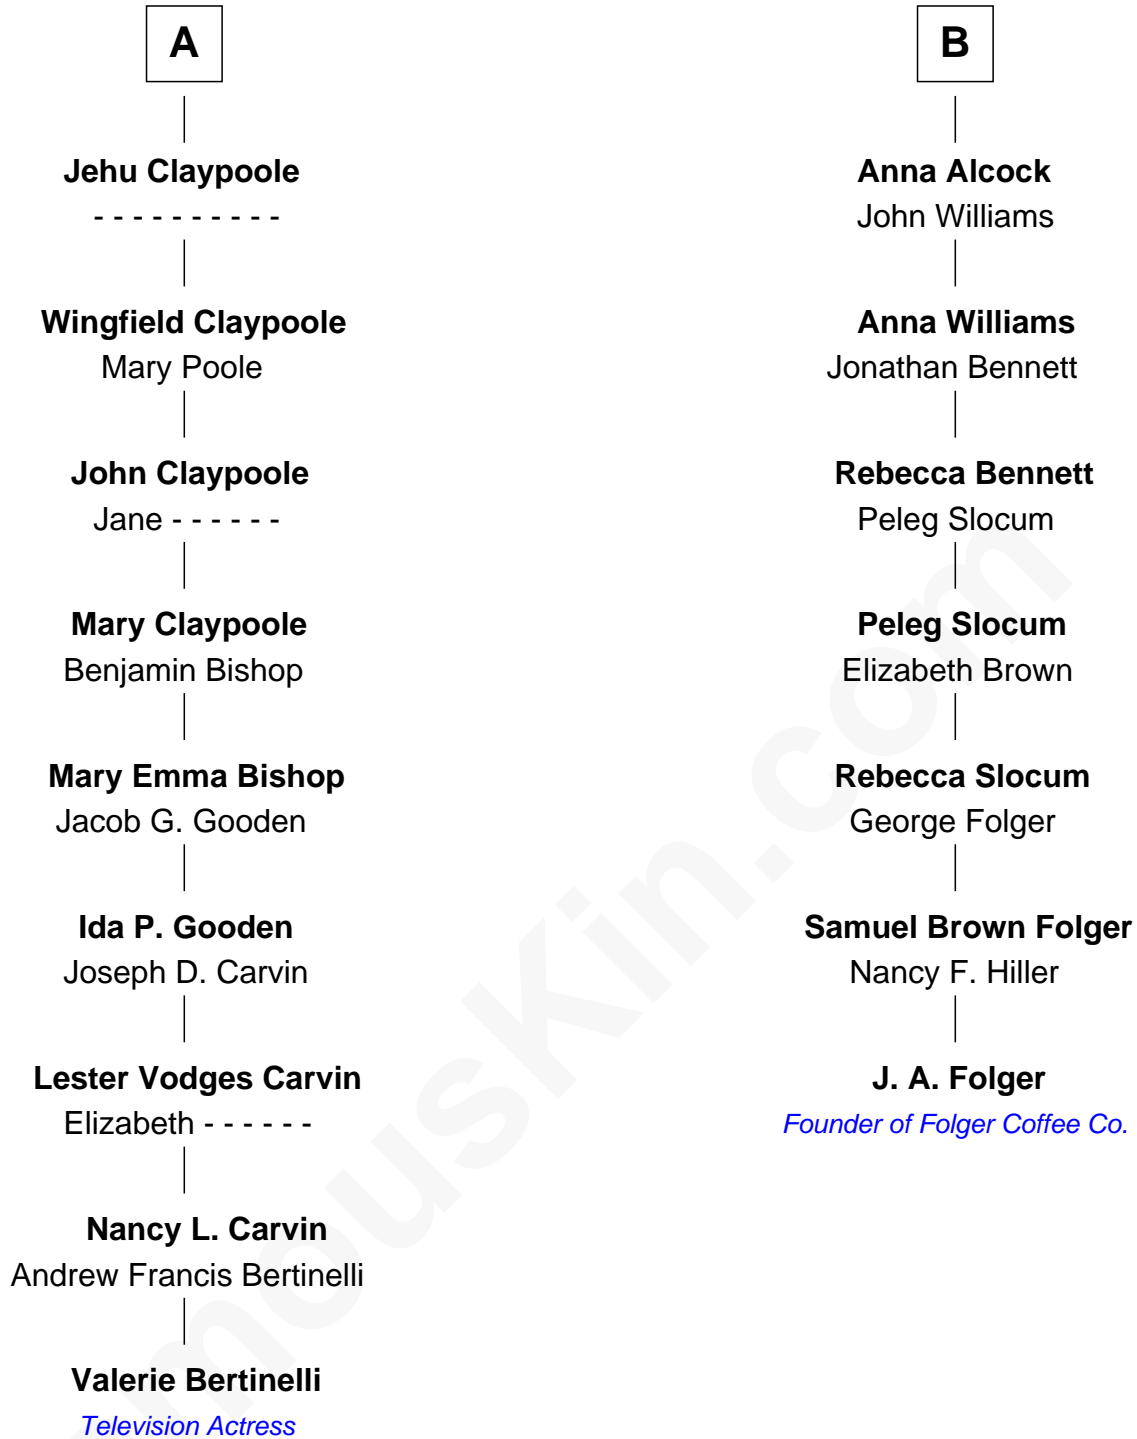 A
Jehu Claypoole
- - - - - - - - - -
Wingfield Claypoole
Mary Poole
John Claypoole
Jane - - - - - -
Mary Claypoole
Benjamin Bishop
Mary Emma Bishop
Jacob G. Gooden
Ida P. Gooden
Joseph D. Carvin
Lester Vodges Carvin
Elizabeth - - - - - -
Nancy L. Carvin
Andrew Francis Bertinelli
Valerie Bertinelli
Television Actress
B
Anna Alcock
John Williams
Anna Williams
Jonathan Bennett
Rebecca Bennett
Peleg Slocum
Peleg Slocum
Elizabeth Brown
Rebecca Slocum
George Folger
Samuel Brown Folger
Nancy F. Hiller
J. A. Folger
Founder of Folger Coffee Co.
mousKin.com